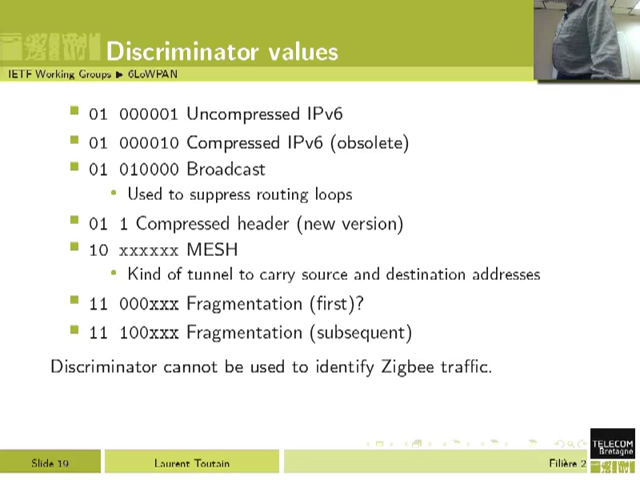 Discriminator values
IETF Working Groups ▶ 6LoWPAN
01 000001 Uncompressed IPv6
01 000010 Compressed IPv6 (obsolete)
01 010000 Broadcast
Used to suppress routing loops
01 1 Compressed header (new version)
10 xxxxxx MESH
Kind of tunnel to carry source and destination addresses
11 000xxx Fragmentation (first)?
11 100xxx Fragmentation (subsequent)
Discriminator cannot be used to identify Zigbee traffic.
TELECOM
Bretagne
Slide 19
Laurent Toutain
Filière 2